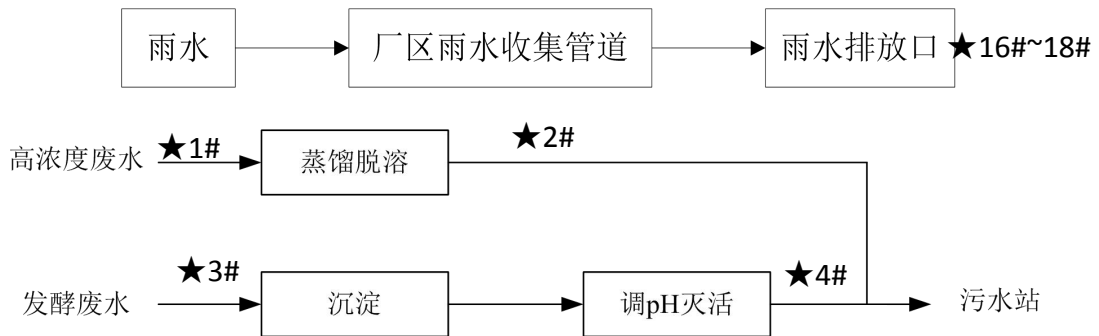 雨水 厂区雨水收集管道 雨水排放口 ★16#~18#
★1# ★2#
高浓度废水 蒸馏脱溶
★3# ★4#
发酵废水 沉淀 调pH灭活 污水站